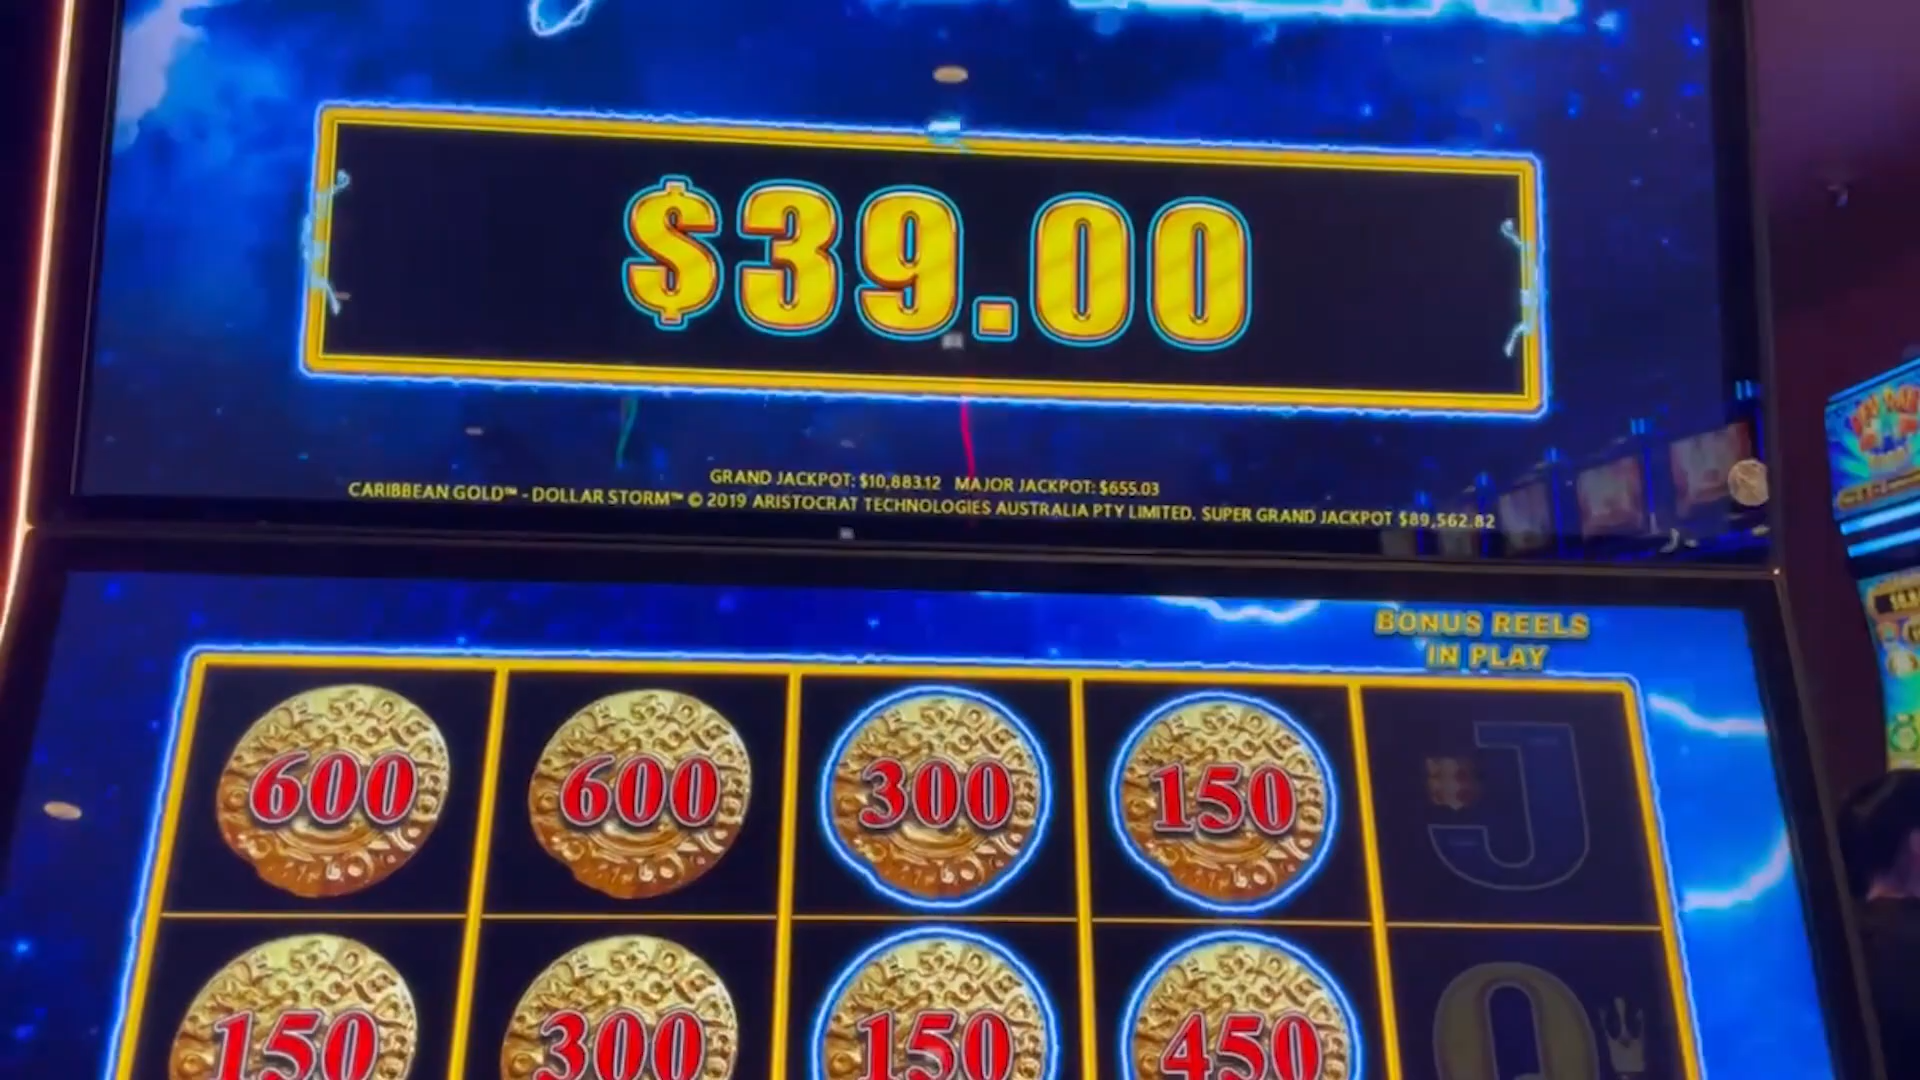 $39.00
GRAND JACKPOT: $10,883.12 MAJOR JACKPOT: $655.03
CARIBBEAN GOLD™ - DOLLAR STORM™ © 2019 ARISTOCRAT TECHNOLOGIES AUSTRALIA PTY LIMITED. SUPER GRAND JACKPOT $89,562.82
BONUS REELS
IN PLAY
600 600 300 150 J
150 300 150 450 Q